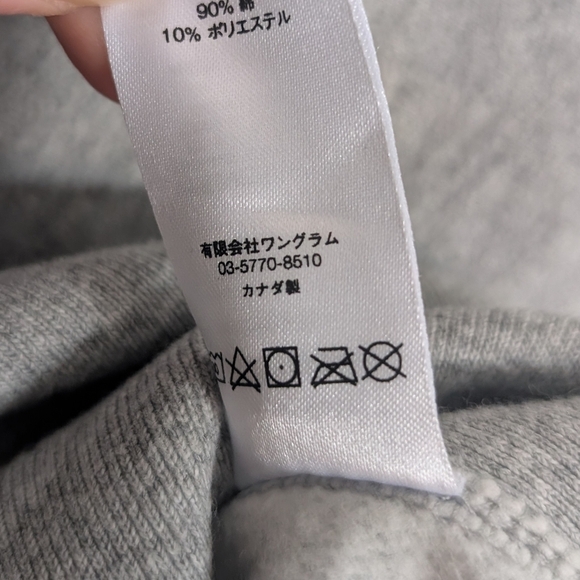 90% 綿
10% ポリエステル
有限会社ワングラム
03-5770-8510
カナダ製